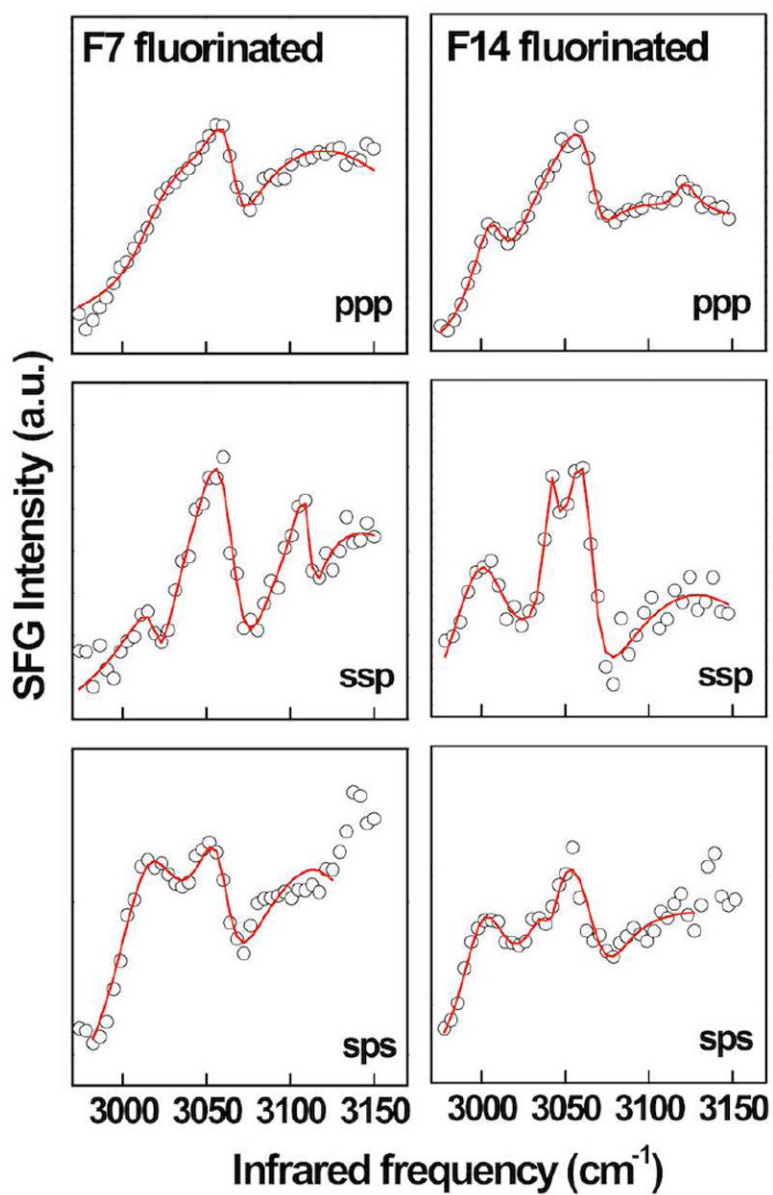 F7 fluorinated
F14 fluorinated
ppp
ppp
ssp
ssp
sps
sps
SFG Intensity (a.u.)
3000 3050 3100 3150
3000 3050 3100 3150
Infrared frequency (cm⁻¹)